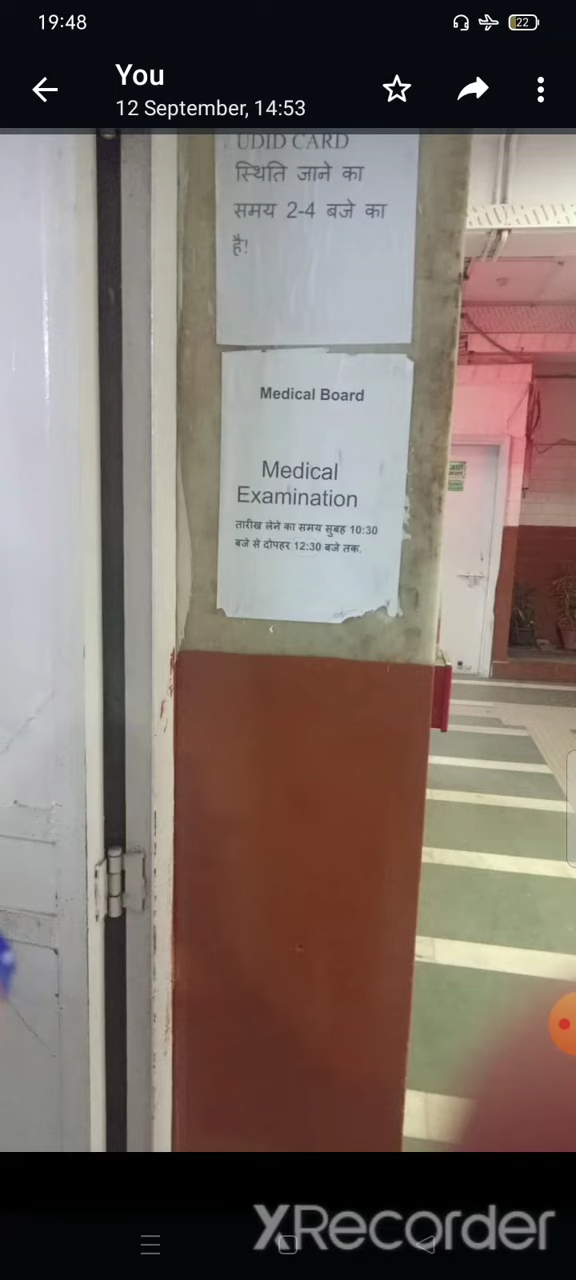 19:48
22
You
12 September, 14:53
UDID CARD
स्थिति जाने का
समय 2-4 बजे का
है!
Medical Board
Medical
Examination
तारीख लेने का समय सुबह 10:30
बजे से दोपहर 12:30 बजे तक.
XRecorder